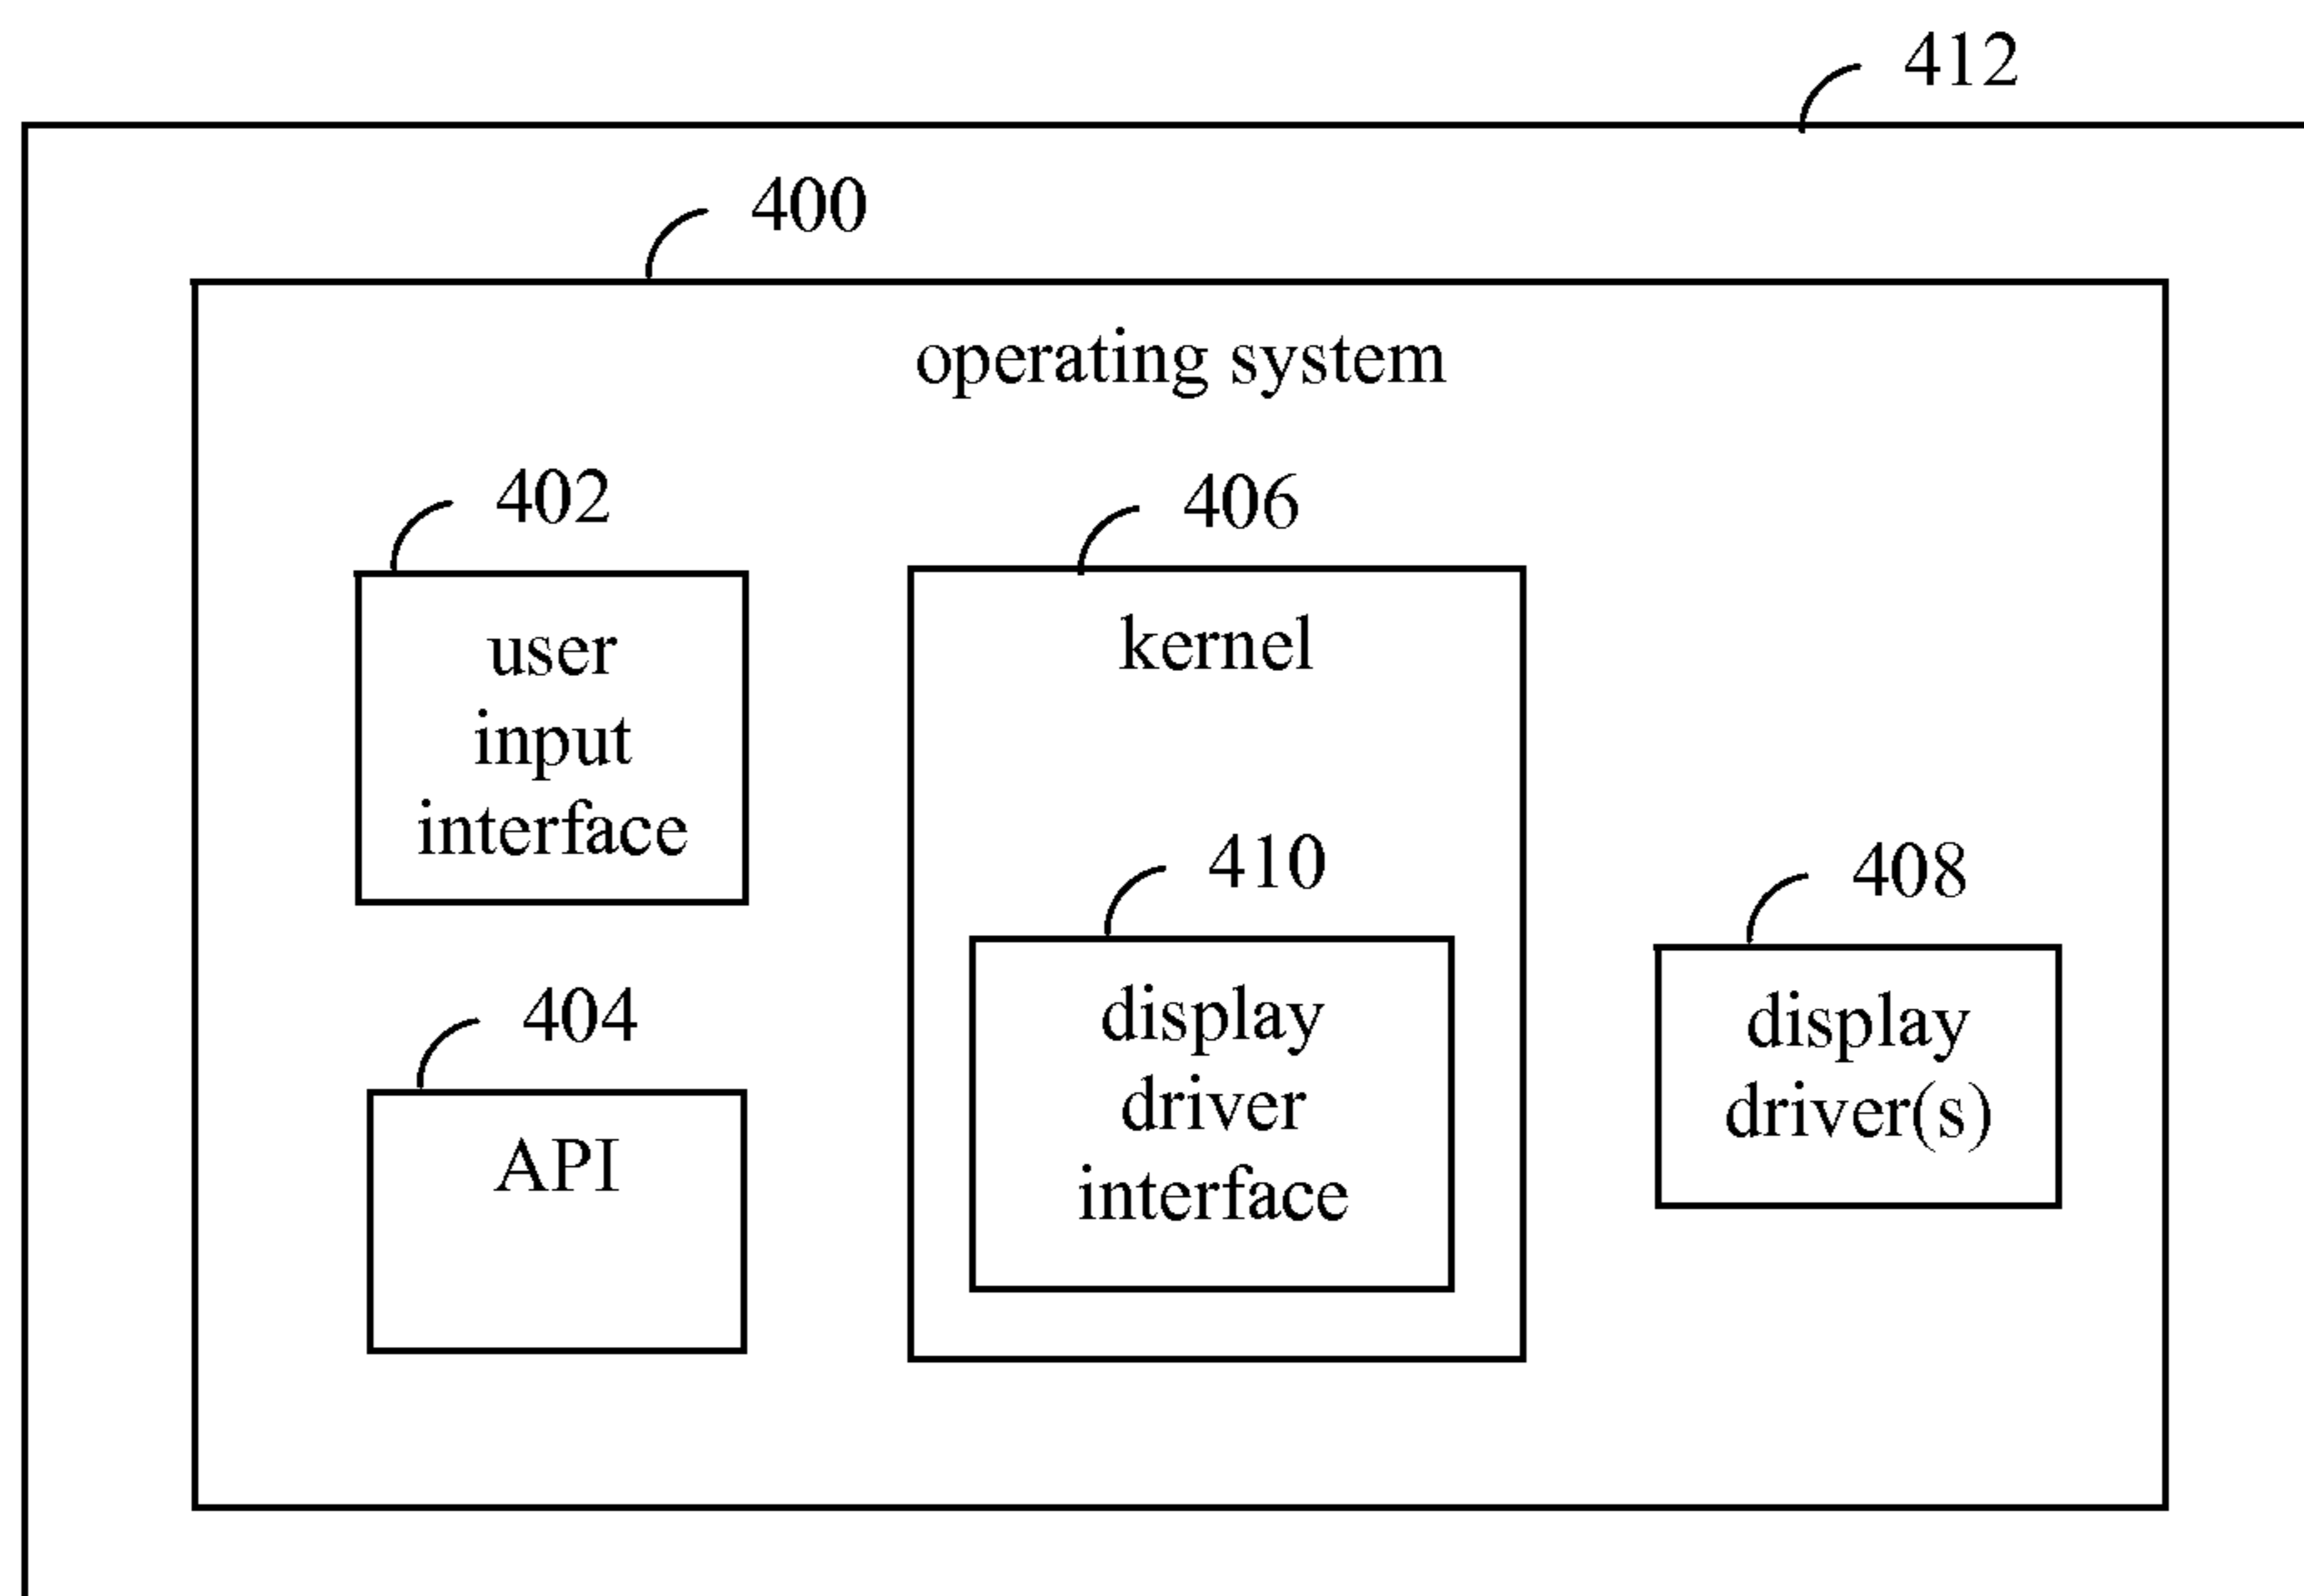 412
400
operating system
402
user
input
interface
404
API
406
kernel
410
display
driver
interface
408
display
driver(s)